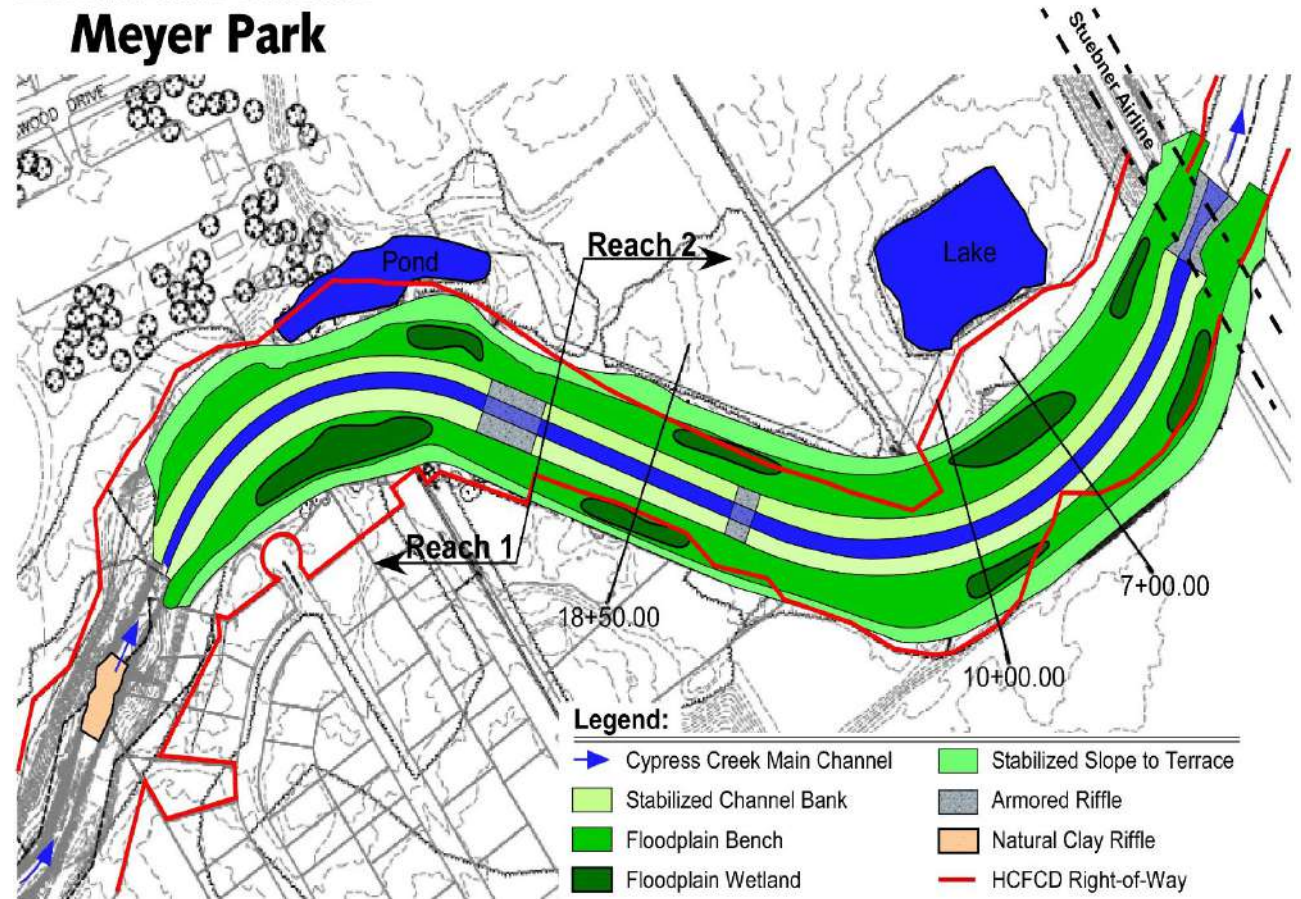 Meyer Park
WOOD DRIVE
Stuebner Airline
Pond
Reach 2
Lake
Reach 1
18+50.00
7+00.00
10+00.00
Legend:
Cypress Creek Main Channel
Stabilized Channel Bank
Floodplain Bench
Floodplain Wetland
Stabilized Slope to Terrace
Armored Riffle
Natural Clay Riffle
HCFCD Right-of-Way